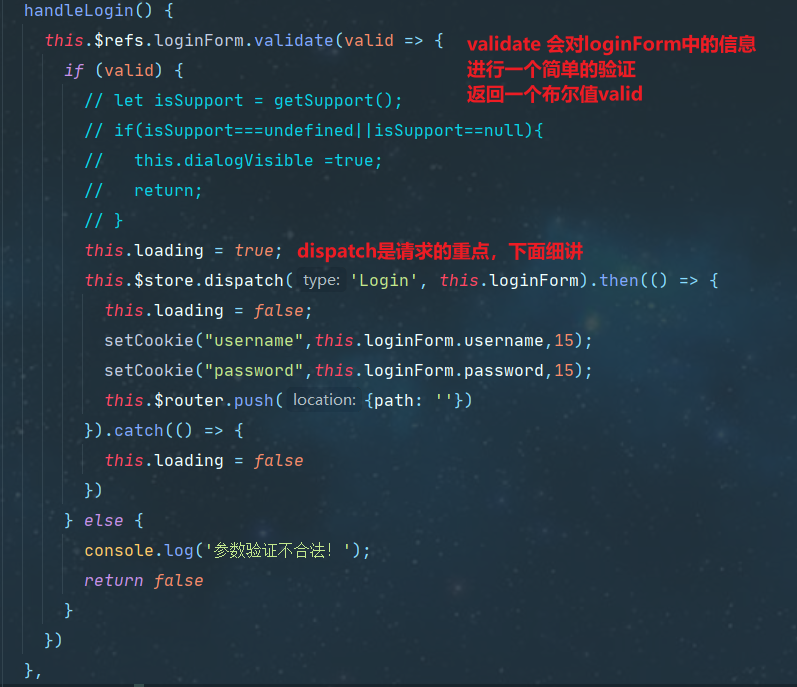 handleLogin() {
this.$refs.loginForm.validate(valid => {
validate 会对loginForm中的信息
进行一个简单的验证
返回一个布尔值valid
if (valid) {
// let isSupport = getSupport();
// if(isSupport===undefined||isSupport==null){
//   this.dialogVisible =true;
//   return;
// }
this.loading = true; dispatch是请求的重点，下面细讲
this.$store.dispatch( type: 'Login', this.loginForm).then(() => {
this.loading = false;
setCookie("username",this.loginForm.username,15);
setCookie("password",this.loginForm.password,15);
this.$router.push( location: {path: ''})
}).catch(() => {
this.loading = false
})
} else {
console.log('参数验证不合法！');
return false
}
})
},